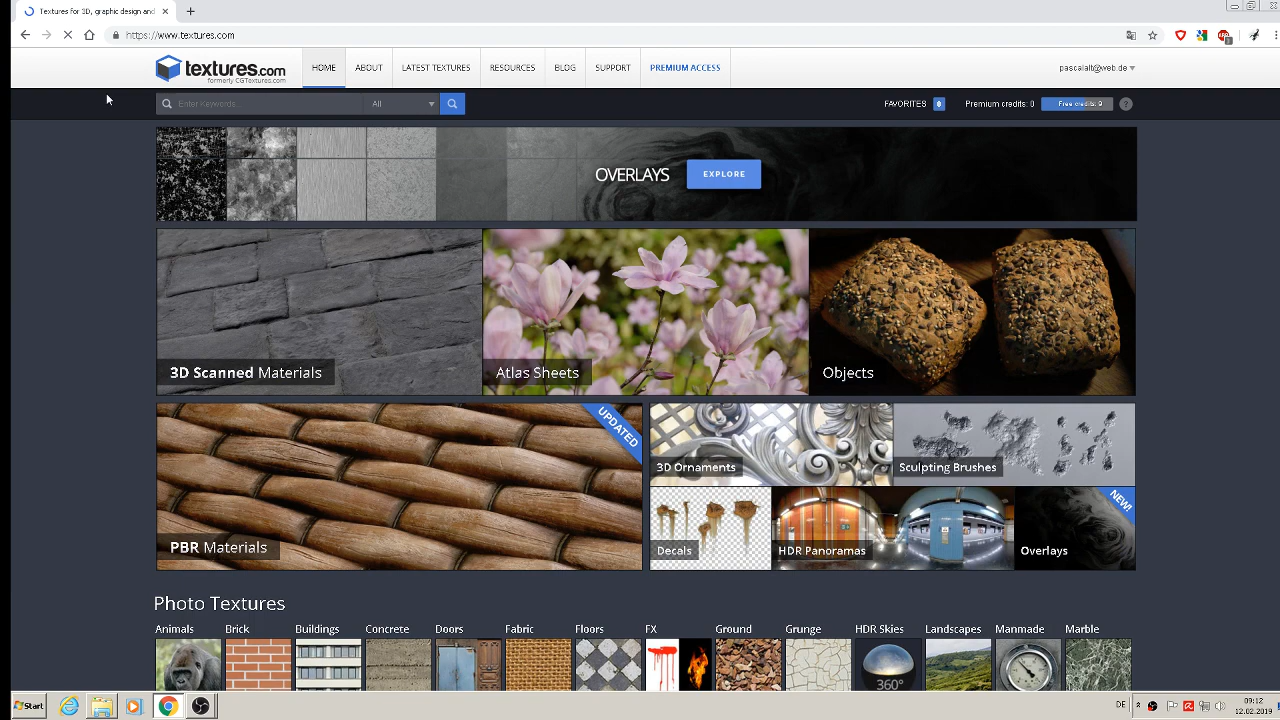 Textures for 3D, graphic design and
https://www.textures.com
textures.com
formerly CGTextures.com
HOME ABOUT LATEST TEXTURES RESOURCES BLOG SUPPORT PREMIUM ACCESS
pascalalt@web.de
Enter Keywords... All
FAVORITES Premium credits: 0 Free credits: 9 ?
OVERLAYS EXPLORE
3D Scanned Materials
Atlas Sheets
Objects
UPDATED
PBR Materials
3D Ornaments
Sculpting Brushes
Decals
HDR Panoramas
NEW!
Overlays
Photo Textures
Animals Brick Buildings Concrete Doors Fabric Floors FX Ground Grunge HDR Skies Landscapes Manmade Marble
360°
Start
DE
09:12
12.02.2019